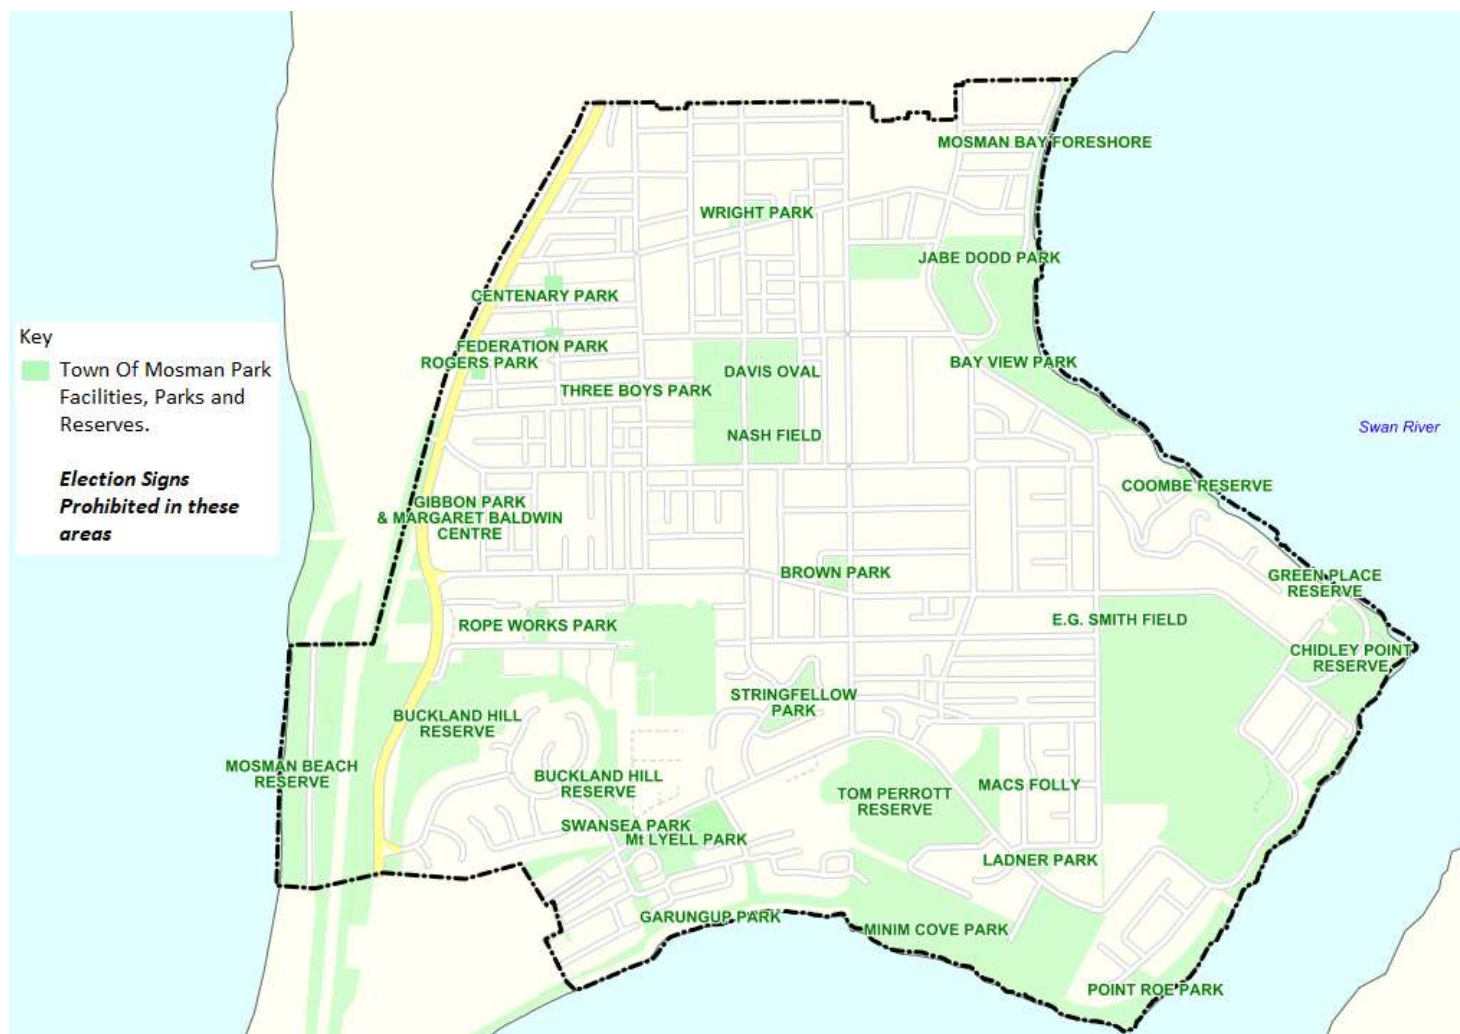 MOSMAN BAY FORESHORE
WRIGHT PARK
JABE DODD PARK
CENTENARY PARK
FEDERATION PARK
ROGERS PARK
BAY VIEW PARK
DAVIS OVAL
THREE BOYS PARK
Key
Town Of Mosman Park
Facilities, Parks and
Reserves.
Election Signs
Prohibited in these
areas
Swan River
NASH FIELD
COOMBE RESERVE
GIBBON PARK
& MARGARET BALDWIN
CENTRE
BROWN PARK
GREEN PLACE
RESERVE
E.G. SMITH FIELD
ROPE WORKS PARK
CHIDLEY POINT
RESERVE
STRINGFELLOW
PARK
BUCKLAND HILL
RESERVE
MOSMAN BEACH
RESERVE
BUCKLAND HILL
RESERVE
TOM PERROTT
RESERVE
MACS FOLLY
SWANSEA PARK
Mt LYELL PARK
LADNER PARK
GARUNGUP PARK
MINIM COVE PARK
POINT ROE PARK